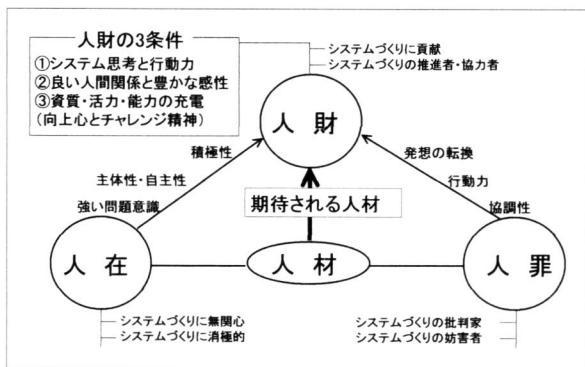 人財の3条件
①システム思考と行動力
②良い人間関係と豊かな感性
③資質・活力・能力の充電
(向上心とチャレンジ精神)
システムづくりに貢献
システムづくりの推進者・協力者
人 財
積極性
主体性・自主性
強い問題意識
発想の転換
行動力
協調性
期待される人材
人 在
人 材
人 罪
システムづくりに無関心
システムづくりに消極的
システムづくりの批判家
システムづくりの妨害者